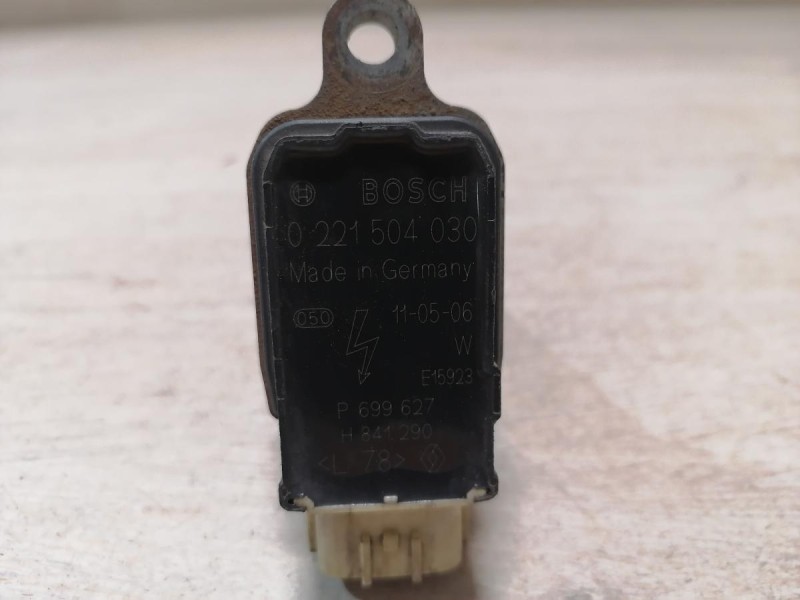 BOSCH
0 221 504 030
Made in Germany
050 11-05-06
W
E15923
P 699 627
H 841 290
<L 78>